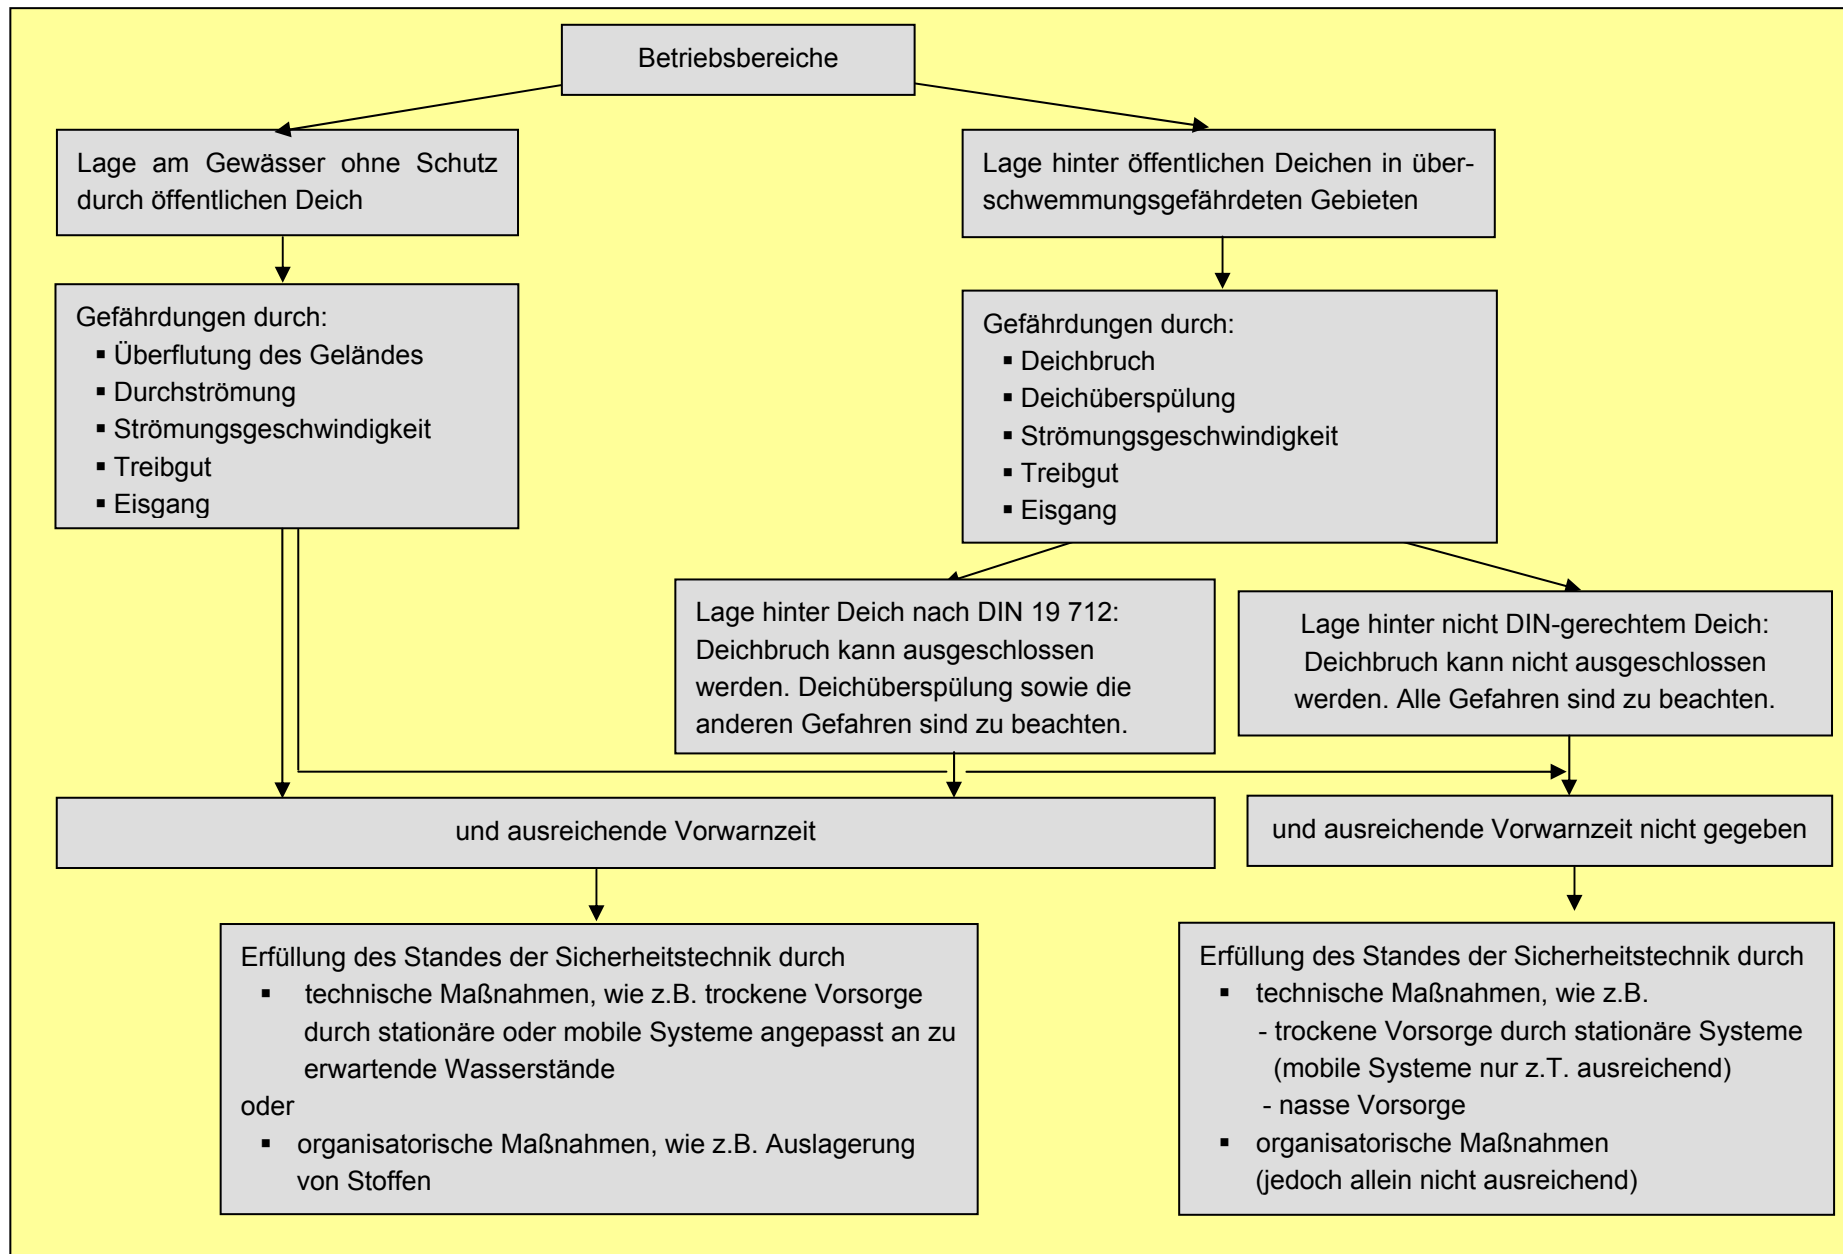 Betriebsbereiche
Lage am Gewässer ohne Schutz
durch öffentlichen Deich
Lage hinter öffentlichen Deichen in über-
schwemmungsgefährdeten Gebieten
Gefährdungen durch:
▪ Überflutung des Geländes
▪ Durchströmung
▪ Strömungsgeschwindigkeit
▪ Treibgut
▪ Eisgang
Gefährdungen durch:
▪ Deichbruch
▪ Deichüberspülung
▪ Strömungsgeschwindigkeit
▪ Treibgut
▪ Eisgang
Lage hinter Deich nach DIN 19 712:
Deichbruch kann ausgeschlossen
werden. Deichüberspülung sowie die
anderen Gefahren sind zu beachten.
Lage hinter nicht DIN-gerechtem Deich:
Deichbruch kann nicht ausgeschlossen
werden. Alle Gefahren sind zu beachten.
und ausreichende Vorwarnzeit
und ausreichende Vorwarnzeit nicht gegeben
Erfüllung des Standes der Sicherheitstechnik durch
▪ technische Maßnahmen, wie z.B. trockene Vorsorge
durch stationäre oder mobile Systeme angepasst an zu
erwartende Wasserstände
oder
▪ organisatorische Maßnahmen, wie z.B. Auslagerung
von Stoffen
Erfüllung des Standes der Sicherheitstechnik durch
▪ technische Maßnahmen, wie z.B.
- trockene Vorsorge durch stationäre Systeme
(mobile Systeme nur z.T. ausreichend)
- nasse Vorsorge
▪ organisatorische Maßnahmen
(jedoch allein nicht ausreichend)